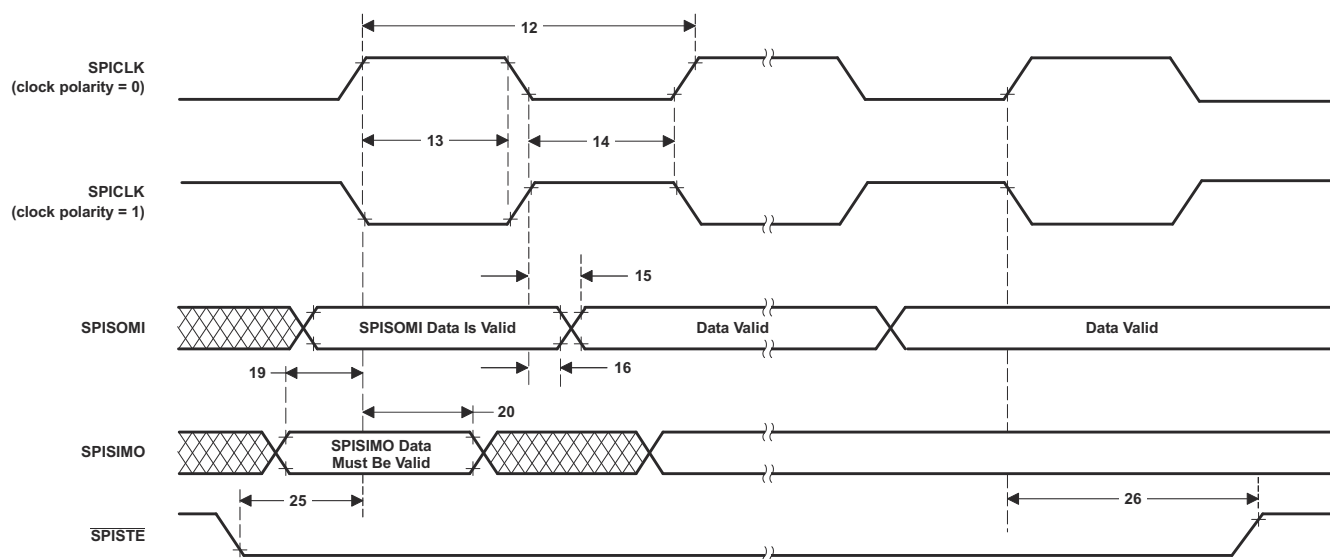 12
SPICLK
(clock polarity = 0)
13
14
SPICLK
(clock polarity = 1)
15
SPISOMI
SPISOMI Data Is Valid
Data Valid
Data Valid
19
16
20
SPISIMO
SPISIMO Data
Must Be Valid
25
26
SPISTE